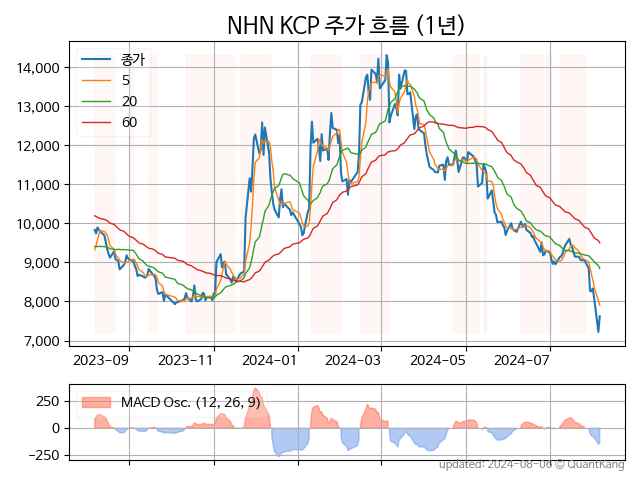 NHN KCP 주가 흐름 (1년)
종가
5
20
60
14,000
13,000
12,000
11,000
10,000
9,000
8,000
7,000
2023-09 2023-11 2024-01 2024-03 2024-05 2024-07
MACD Osc. (12, 26, 9)
250
0
−250
updated: 2024-08-06 © QuantKang